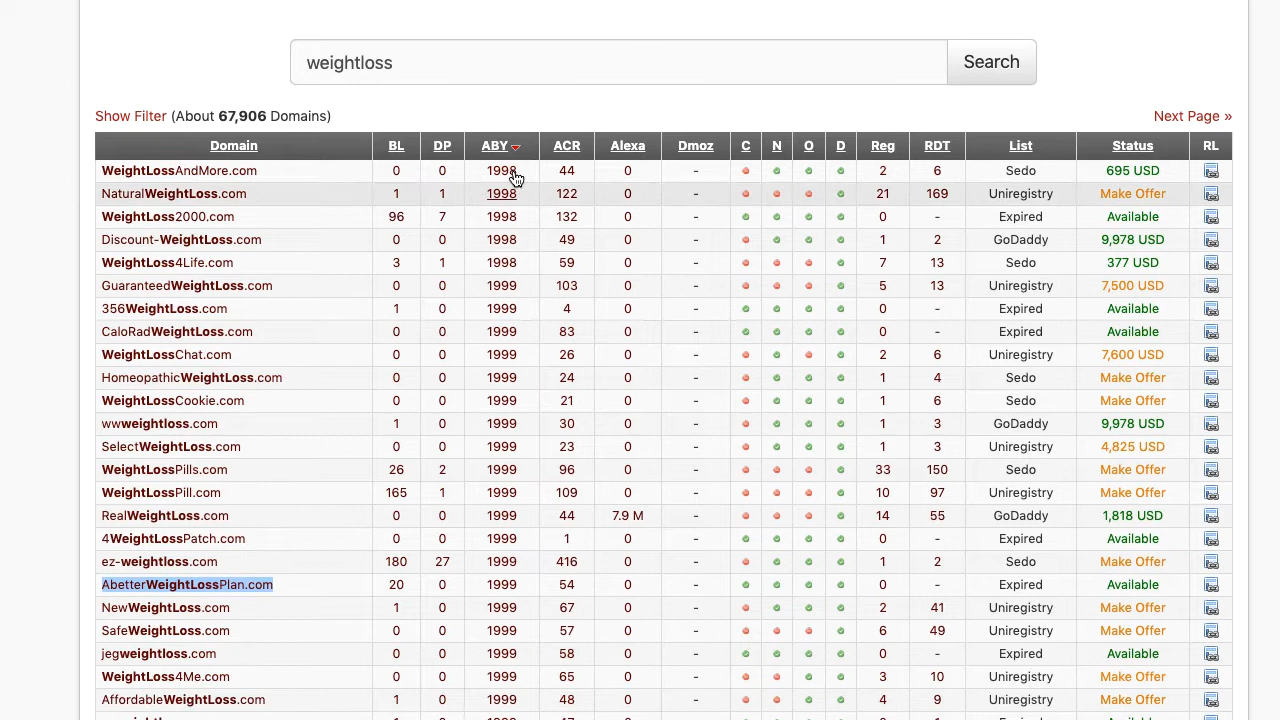 weightloss Search
Show Filter (About 67,906 Domains) Next Page »
Domain BL DP ABY ACR Alexa Dmoz C N O D Reg RDT List Status RL
WeightLossAndMore.com 0 0 1998 44 0 - 2 6 Sedo 695 USD
NaturalWeightLoss.com 1 1 1998 122 0 - 21 169 Uniregistry Make Offer
WeightLoss2000.com 96 7 1998 132 0 - 0 - Expired Available
Discount-WeightLoss.com 0 0 1998 49 0 - 1 2 GoDaddy 9,978 USD
WeightLoss4Life.com 3 1 1998 59 0 - 7 13 Sedo 377 USD
GuaranteedWeightLoss.com 0 0 1999 103 0 - 5 13 Uniregistry 7,500 USD
356WeightLoss.com 1 0 1999 4 0 - 0 - Expired Available
CaloRadWeightLoss.com 0 0 1999 83 0 - 0 - Expired Available
WeightLossChat.com 0 0 1999 26 0 - 2 6 Uniregistry 7,600 USD
HomeopathicWeightLoss.com 0 0 1999 24 0 - 1 4 Sedo Make Offer
WeightLossCookie.com 0 0 1999 21 0 - 1 6 Sedo Make Offer
wwweightloss.com 1 0 1999 30 0 - 1 3 GoDaddy 9,978 USD
SelectWeightLoss.com 0 0 1999 23 0 - 1 3 Uniregistry 4,825 USD
WeightLossPills.com 26 2 1999 96 0 - 33 150 Sedo Make Offer
WeightLossPill.com 165 1 1999 109 0 - 10 97 Uniregistry Make Offer
RealWeightLoss.com 0 0 1999 44 7.9 M - 14 55 GoDaddy 1,818 USD
4WeightLossPatch.com 0 0 1999 1 0 - 0 - Expired Available
ez-weightloss.com 180 27 1999 416 0 - 1 2 Sedo Make Offer
AbetterWeightLossPlan.com 20 0 1999 54 0 - 0 - Expired Available
NewWeightLoss.com 1 0 1999 67 0 - 2 41 Uniregistry Make Offer
SafeWeightLoss.com 0 0 1999 57 0 - 6 49 Uniregistry Make Offer
jegweightloss.com 0 0 1999 58 0 - 0 - Expired Available
WeightLoss4Me.com 0 0 1999 65 0 - 3 10 Uniregistry Make Offer
AffordableWeightLoss.com 1 0 1999 48 0 - 4 9 Uniregistry Make Offer